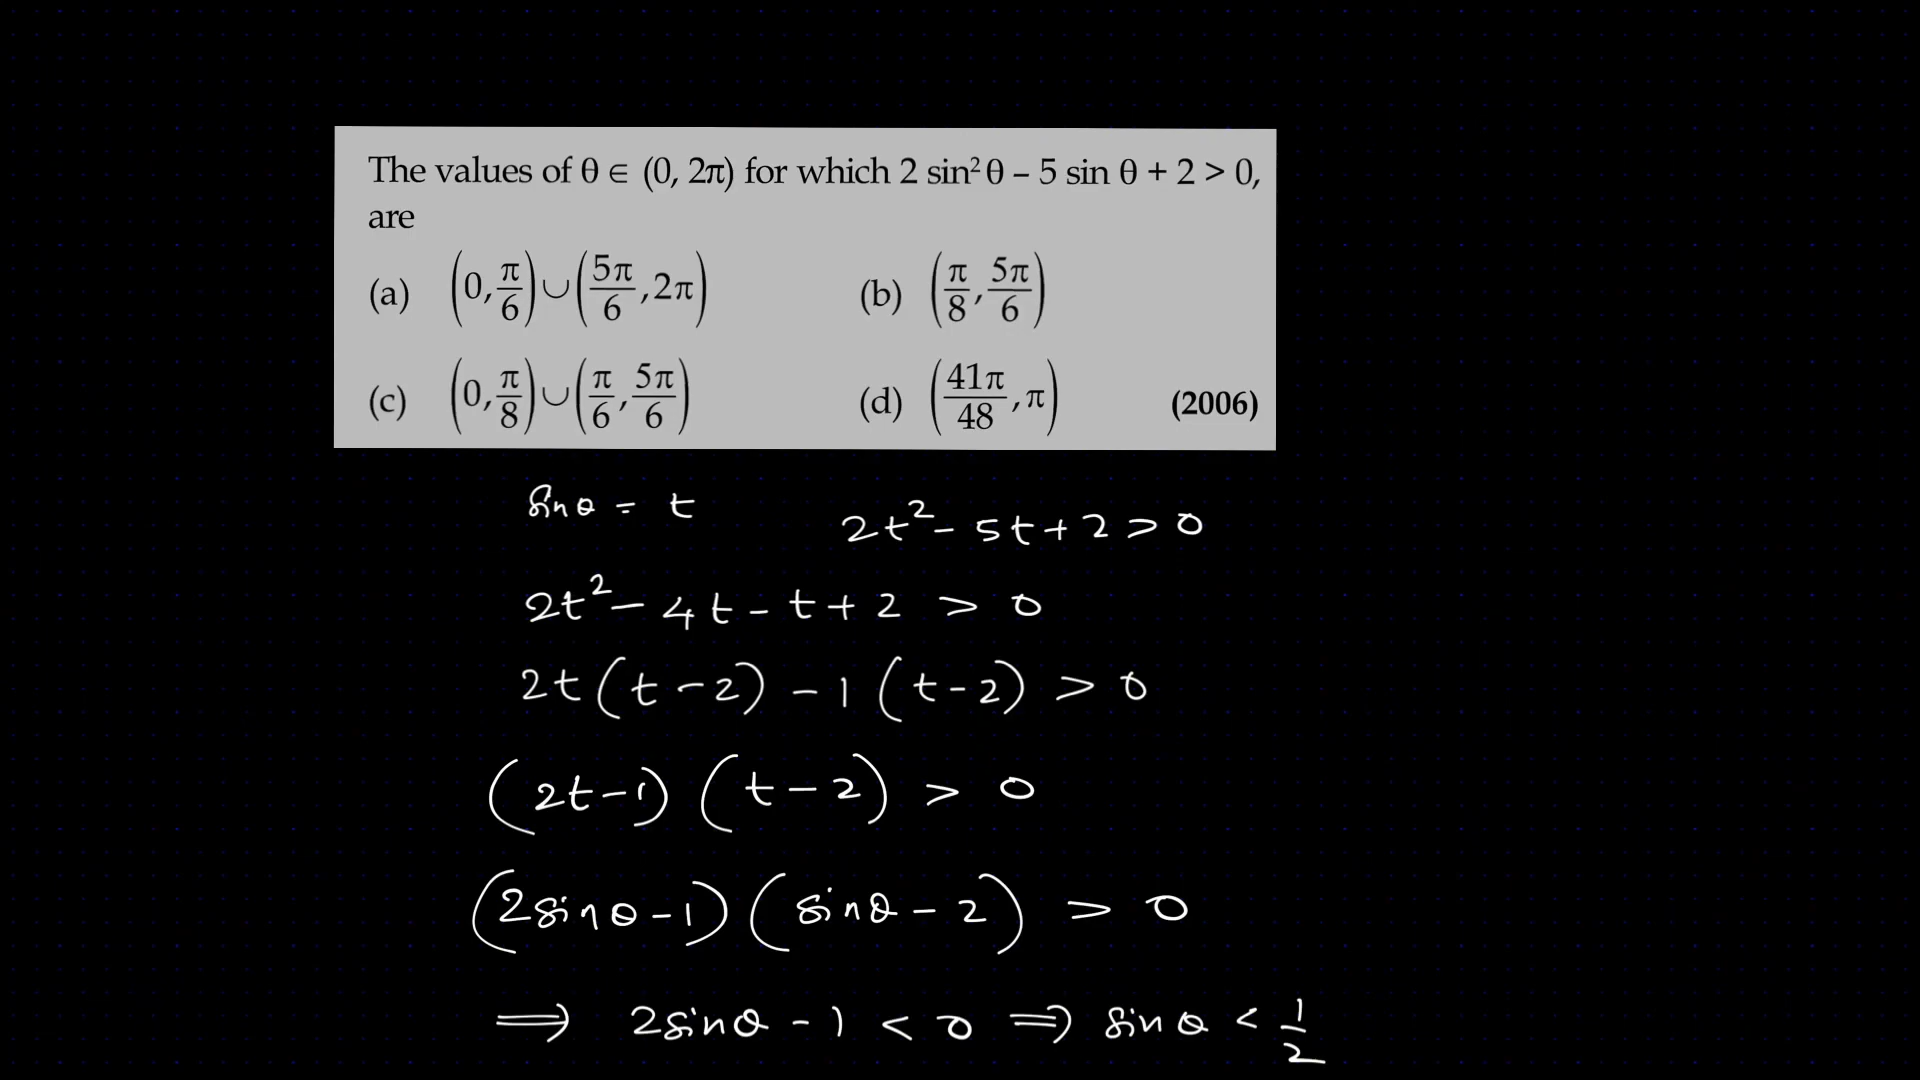 The values of θ ∈ (0, 2π) for which 2 sin² θ – 5 sin θ + 2 > 0,
are
(a) (0, π/6) ∪ (5π/6, 2π) (b) (π/8, 5π/6)
(c) (0, π/8) ∪ (π/6, 5π/6) (d) (41π/48, π) (2006)
sin θ = t 2t² - 5t + 2 > 0
2t² - 4t - t + 2 > 0
2t(t - 2) - 1(t - 2) > 0
(2t - 1)(t - 2) > 0
(2sinθ - 1)(sinθ - 2) > 0
⟹ 2sinθ - 1 < 0 ⟹ sinθ < 1/2